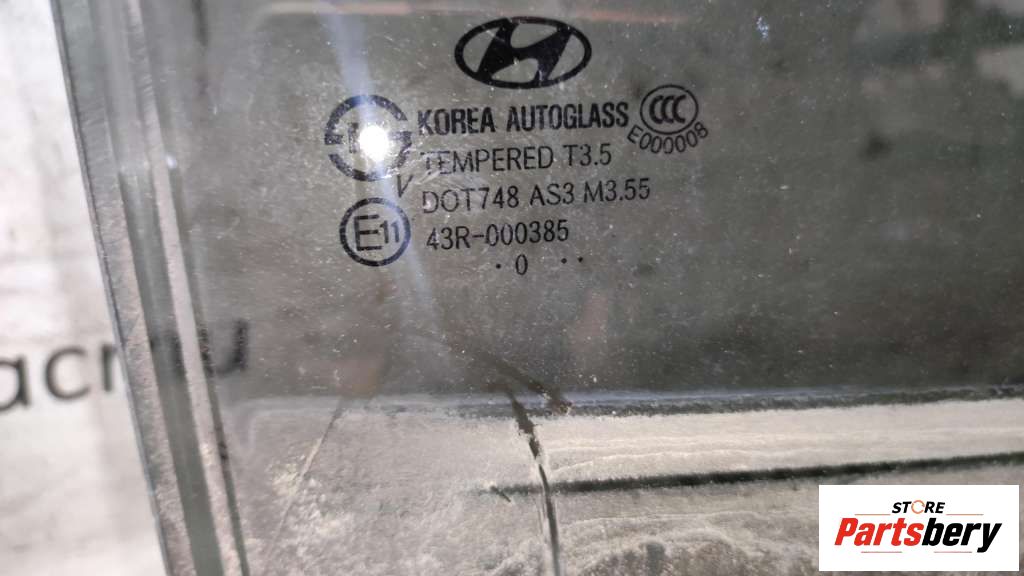 KOREA AUTOGLASS
CCC
E000008
TEMPERED T3.5
V
DOT748 AS3 M3.55
E11
43R-000385
· 0 ··
STORE
Partsbery